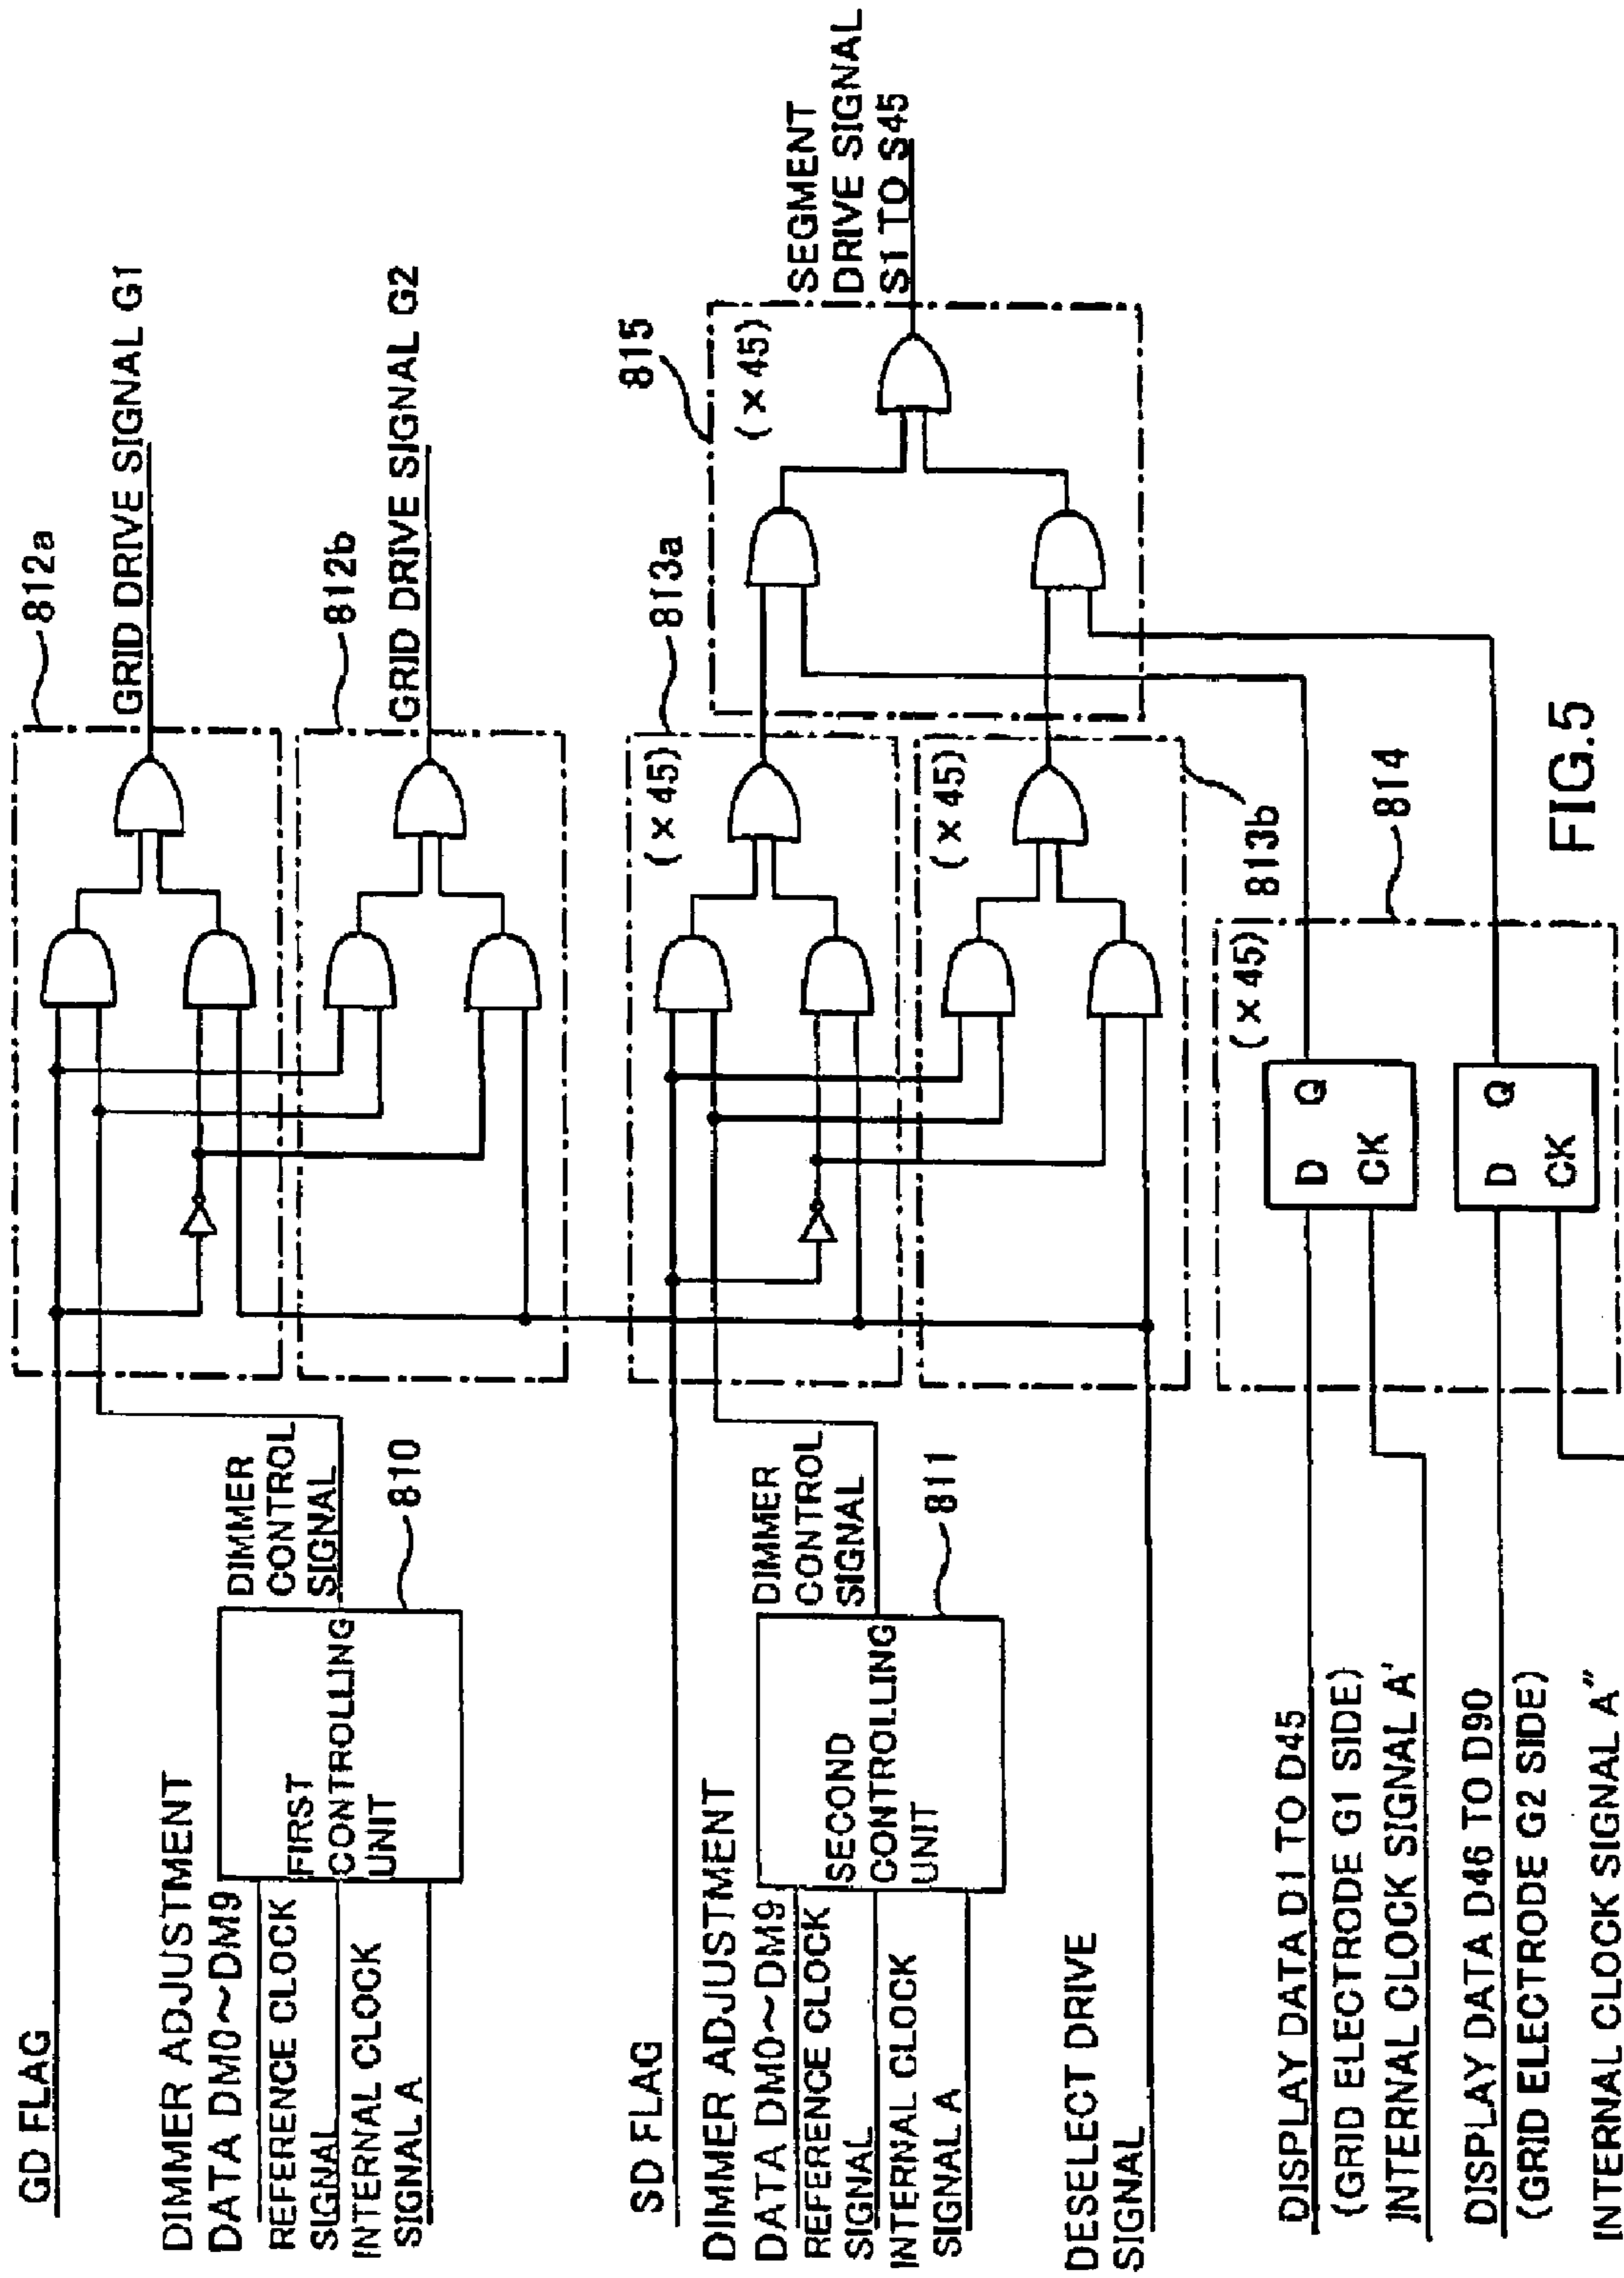 GD FLAG
DIMMER ADJUSTMENT
DATA DM0~DM9
REFERENCE CLOCK
SIGNAL
INTERNAL CLOCK
SIGNAL A
FIRST
CONTROLLING
UNIT
DIMMER
CONTROL
SIGNAL
810
812a
GRID DRIVE SIGNAL G1
812b
GRID DRIVE SIGNAL G2
SD FLAG
DIMMER ADJUSTMENT
DATA DM0~DM9
REFERENCE CLOCK
SIGNAL
INTERNAL CLOCK
SIGNAL A
SECOND
CONTROLLING
UNIT
DIMMER
CONTROL
SIGNAL
811
(×45)
813a
(×45)
813b
815
(×45)
SEGMENT
DRIVE SIGNAL
S1 TO S45
DESELECT DRIVE
SIGNAL
DISPLAY DATA D1 TO D45
(GRID ELECTRODE G1 SIDE)
INTERNAL CLOCK SIGNAL A'
DISPLAY DATA D46 TO D90
(GRID ELECTRODE G2 SIDE)
INTERNAL CLOCK SIGNAL A"
(×45)
D Q
CK
D Q
CK
814
FIG.5